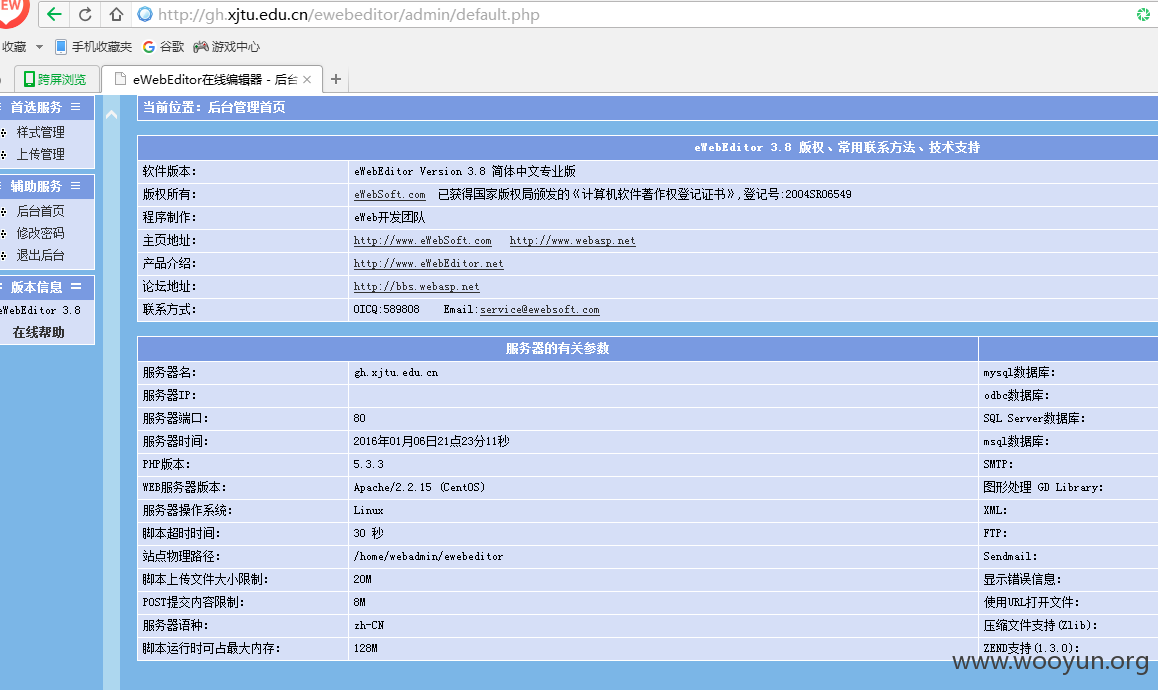 http://gh.xjtu.edu.cn/ewebeditor/admin/default.php
收藏 手机收藏夹 谷歌 游戏中心
跨屏浏览 eWebEditor在线编辑器 - 后台
首选服务
样式管理
上传管理
辅助服务
后台首页
修改密码
退出后台
版本信息
eWebEditor 3.8
在线帮助
当前位置：后台管理首页
eWebEditor 3.8 版权、常用联系方法、技术支持
软件版本： eWebEditor Version 3.8 简体中文专业版
版权所有： eWebSoft.com 已获得国家版权局颁发的《计算机软件著作权登记证书》,登记号:2004SR06549
程序制作： eWeb开发团队
主页地址： http://www.eWebSoft.com http://www.webasp.net
产品介绍： http://www.eWebEditor.net
论坛地址： http://bbs.webasp.net
联系方式： OICQ:589808 Email:service@ewebsoft.com
服务器的有关参数
服务器名： gh.xjtu.edu.cn mysql数据库：
服务器IP： odbc数据库：
服务器端口： 80 SQL Server数据库：
服务器时间： 2016年01月06日21点23分11秒 msql数据库：
PHP版本： 5.3.3 SMTP：
WEB服务器版本： Apache/2.2.15 (CentOS) 图形处理 GD Library：
服务器操作系统： Linux XML：
脚本超时时间： 30 秒 FTP：
站点物理路径： /home/webadmin/ewebeditor Sendmail：
脚本上传文件大小限制： 20M 显示错误信息：
POST提交内容限制： 8M 使用URL打开文件：
服务器语种： zh-CN 压缩文件支持(Zlib)：
脚本运行时可占最大内存： 128M ZEND支持(1.3.0)：
www.wooyun.org